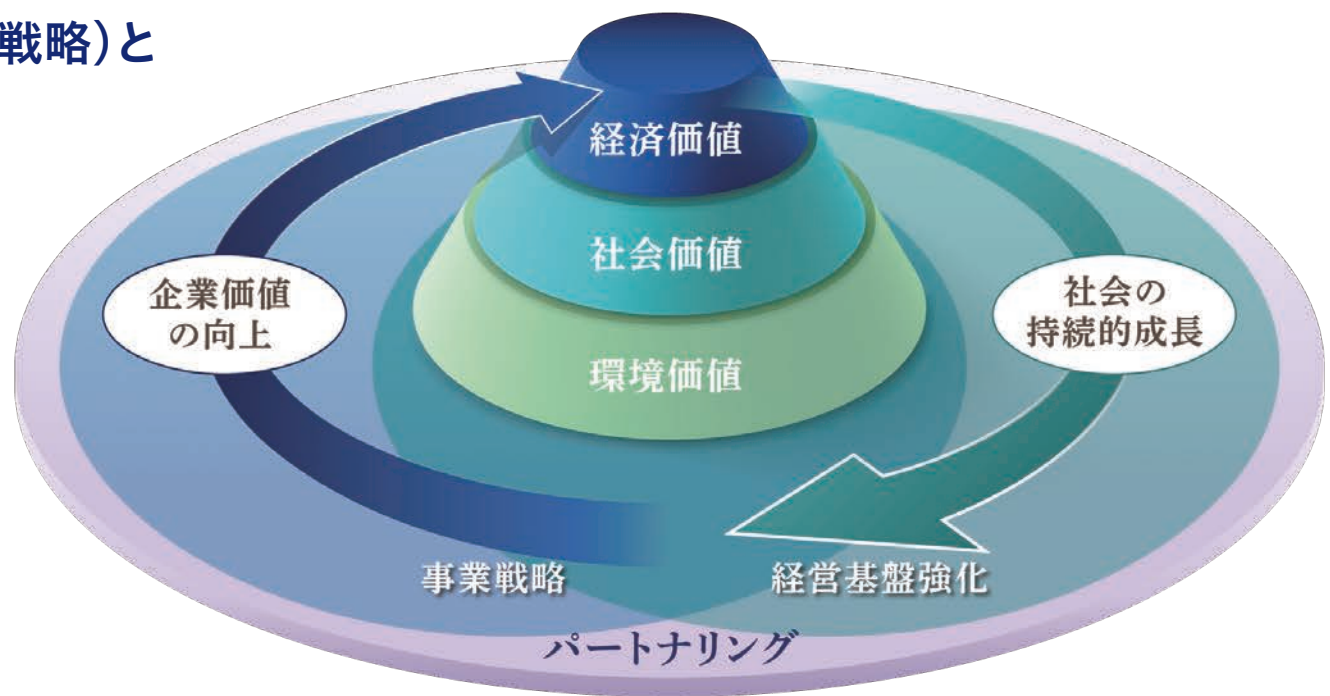 戦略)と
経済価値
社会価値
環境価値
企業価値
の向上
社会の
持続的成長
事業戦略
経営基盤強化
パートナリング